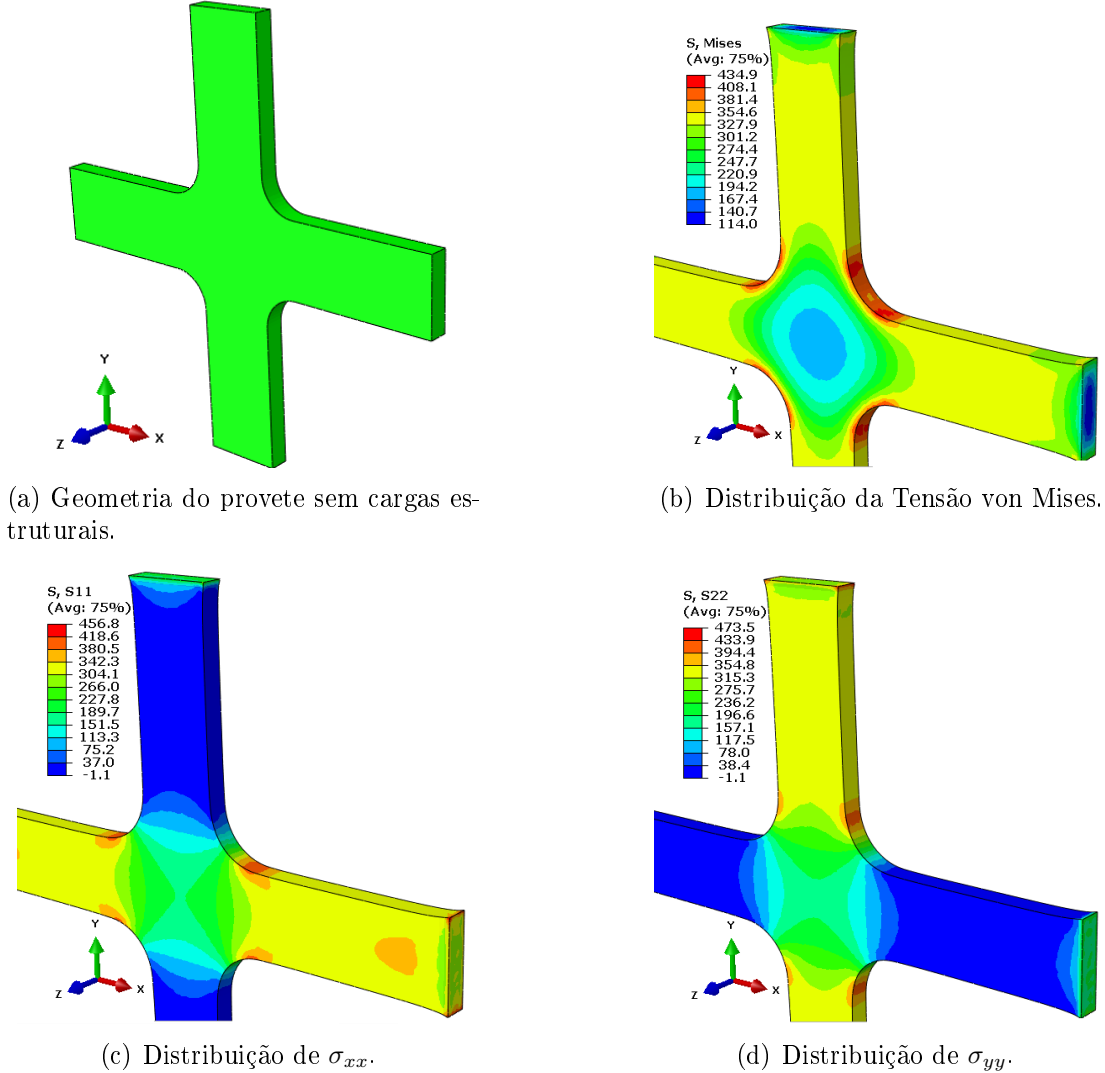 S, Mises
(Avg: 75%)
434.9
408.1
381.4
354.6
327.9
301.2
274.4
247.7
220.9
194.2
167.4
140.7
114.0
Y
Z
X
Y
Z
X
(a) Geometria do provete sem cargas es-
truturais.
(b) Distribuição da Tensão von Mises.
S, S11
(Avg: 75%)
456.8
418.6
380.5
342.3
304.1
266.0
227.8
189.7
151.5
113.3
75.2
37.0
-1.1
Y
Z
X
S, S22
(Avg: 75%)
473.5
433.9
394.4
354.8
315.3
275.7
236.2
196.6
157.1
117.5
78.0
38.4
-1.1
Y
Z
X
(c) Distribuição de σxx.
(d) Distribuição de σyy.